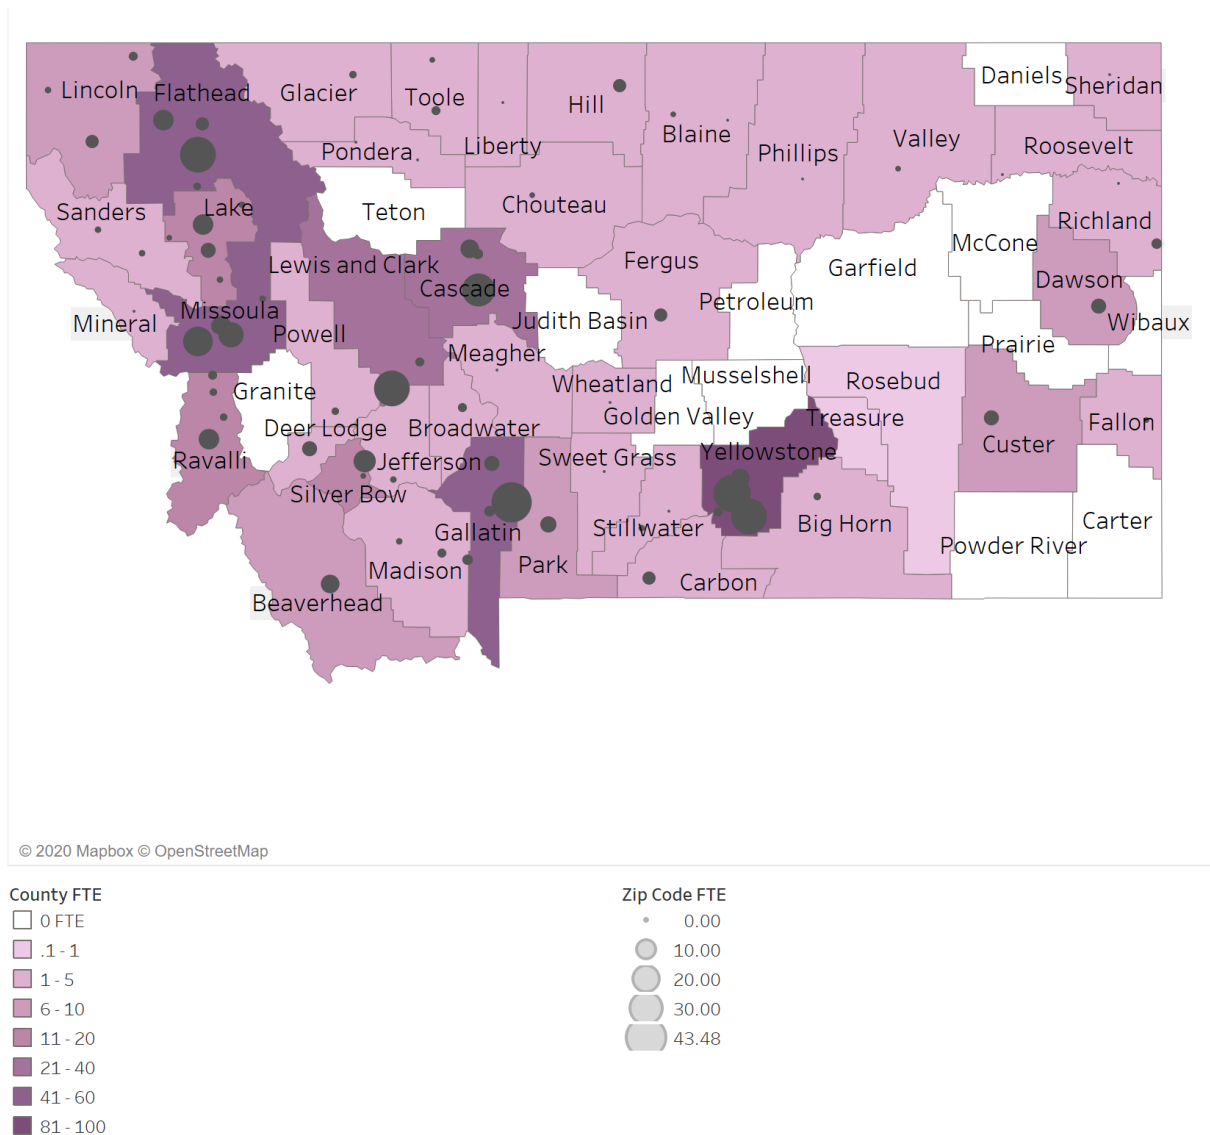 Daniels
Sheridan
Lincoln
Flathead
Glacier
Toole
Hill
Blaine
Valley
Roosevelt
Pondera
Liberty
Phillips
Sanders
Lake
Teton
Chouteau
Richland
McCone
Lewis and Clark
Fergus
Garfield
Cascade
Dawson
Petroleum
Mineral
Missoula
Powell
Judith Basin
Wibaux
Prairie
Meagher
Granite
Wheatland
Musselshell
Rosebud
Deer Lodge
Broadwater
Golden Valley
Treasure
Fallon
Custer
Ravalli
Jefferson
Sweet Grass
Yellowstone
Silver Bow
Gallatin
Stillwater
Big Horn
Carter
Powder River
Madison
Park
Carbon
Beaverhead
© 2020 Mapbox © OpenStreetMap
County FTE
0 FTE
.1 - 1
1 - 5
6 - 10
11 - 20
21 - 40
41 - 60
81 - 100
Zip Code FTE
0.00
10.00
20.00
30.00
43.48